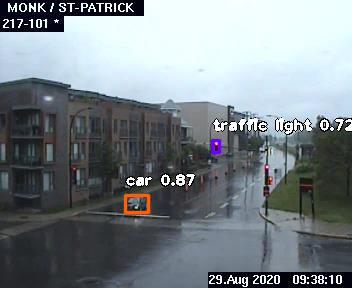 MONK / ST-PATRICK
217-101 *
traffic light 0.72
car 0.87
29.Aug 2020 09:38:10